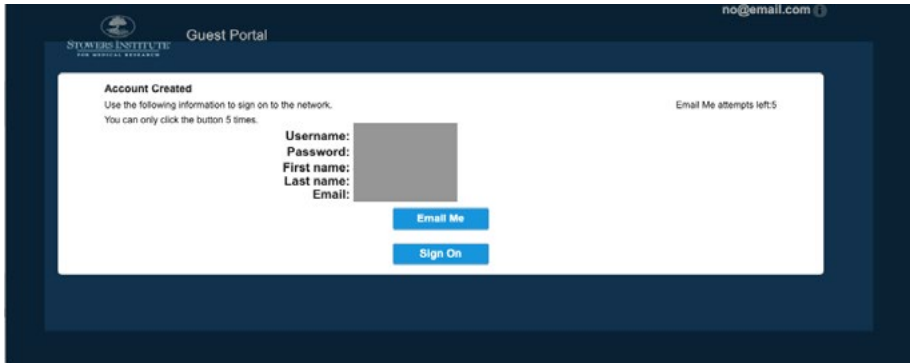 no@email.com
STOWERS INSTITUTE
FOR MEDICAL RESEARCH
Guest Portal
Account Created
Use the following information to sign on to the network.
Email Me attempts left:5
You can only click the button 5 times.
Username:
Password:
First name:
Last name:
Email:
Email Me
Sign On